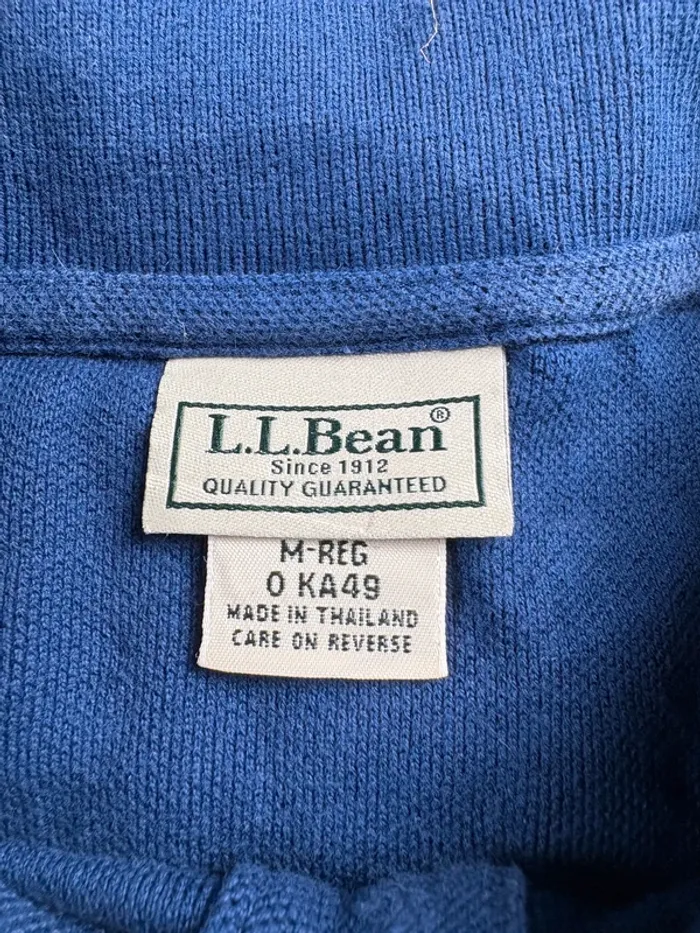 L.L.Bean®
Since 1912
QUALITY GUARANTEED
M-REG
0 KA49
MADE IN THAILAND
CARE ON REVERSE